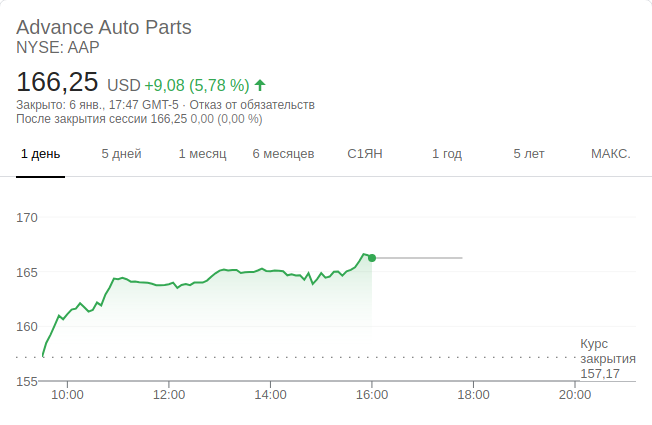 Advance Auto Parts
NYSE: AAP
166,25 USD +9,08 (5,78 %)
Закрыто: 6 янв., 17:47 GMT-5 · Отказ от обязательств
После закрытия сессии 166,25 0,00 (0,00 %)
1 день 5 дней 1 месяц 6 месяцев С1ЯН 1 год 5 лет МАКС.
170
165
160
Курс
закрытия
157,17
155
10:00 12:00 14:00 16:00 18:00 20:00